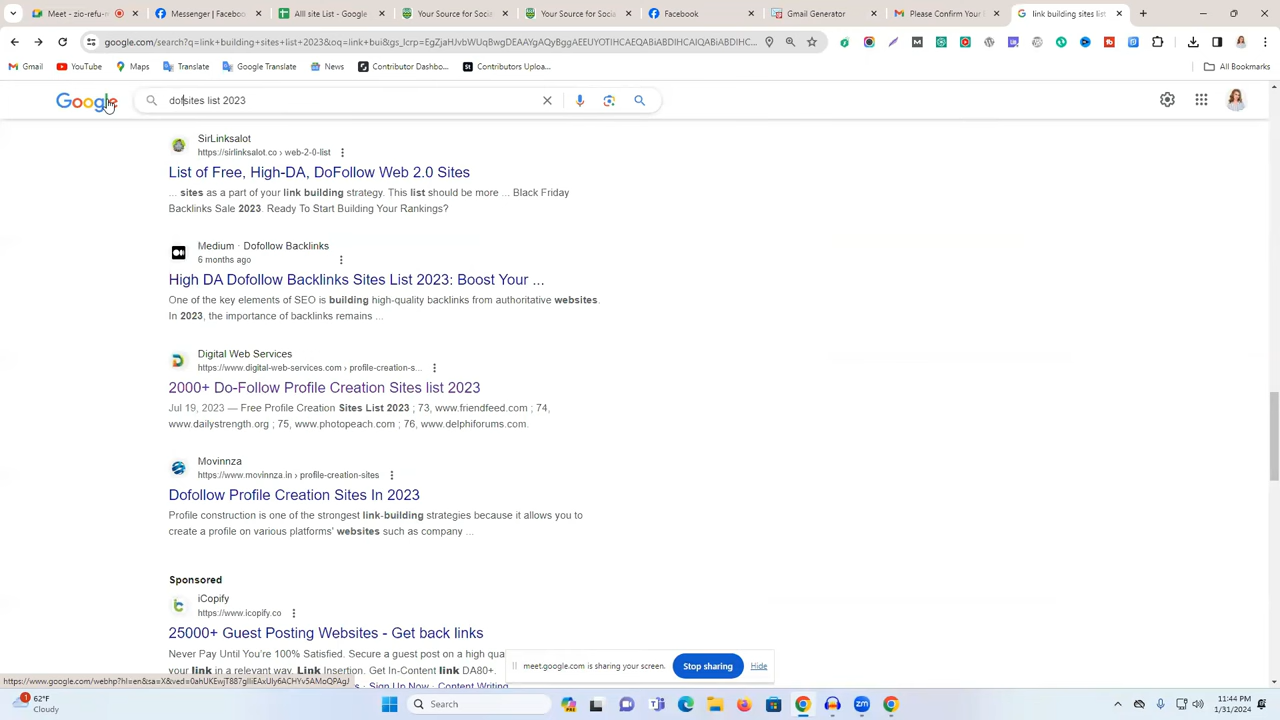 Meet - zio-refu-r
Messenger | Facebook
All site List - Google
Your Source for Socie
Your Source for Socie
Facebook
Gmail Generator
Please Confirm Your
link building sites list
google.com/search?q=link+building+sites+list+2023&oq=link+bui&gs_lcrp=
Gmail
YouTube
Maps
Translate
Google Translate
News
Contributor Dashbo...
Contributors Uploa...
All Bookmarks
Google
dofsites list 2023
SirLinksalot
https://sirlinksalot.co › web-2-0-list
List of Free, High-DA, DoFollow Web 2.0 Sites
... sites as a part of your link building strategy. This list should be more ... Black Friday
Backlinks Sale 2023. Ready To Start Building Your Rankings?
Medium · Dofollow Backlinks
6 months ago
High DA Dofollow Backlinks Sites List 2023: Boost Your ...
One of the key elements of SEO is building high-quality backlinks from authoritative websites.
In 2023, the importance of backlinks remains ...
Digital Web Services
https://www.digital-web-services.com › profile-creation-s...
2000+ Do-Follow Profile Creation Sites list 2023
Jul 19, 2023 — Free Profile Creation Sites List 2023 ; 73, www.friendfeed.com ; 74,
www.dailystrength.org ; 75, www.photopeach.com ; 76, www.delphiforums.com.
Movinnza
https://www.movinnza.in › profile-creation-sites
Dofollow Profile Creation Sites In 2023
Profile construction is one of the strongest link-building strategies because it allows you to
create a profile on various platforms' websites such as company ...
Sponsored
iCopify
https://www.icopify.co
25000+ Guest Posting Websites - Get back links
Never Pay Until You're 100% Satisfied. Secure a guest post on a high qua
your link in a relevant way. Link Insertion. Get In-Content link DA80+.
Sign Up Now · Content Writing
meet.google.com is sharing your screen.
Stop sharing
Hide
62°F
Cloudy
Search
11:44 PM
1/31/2024